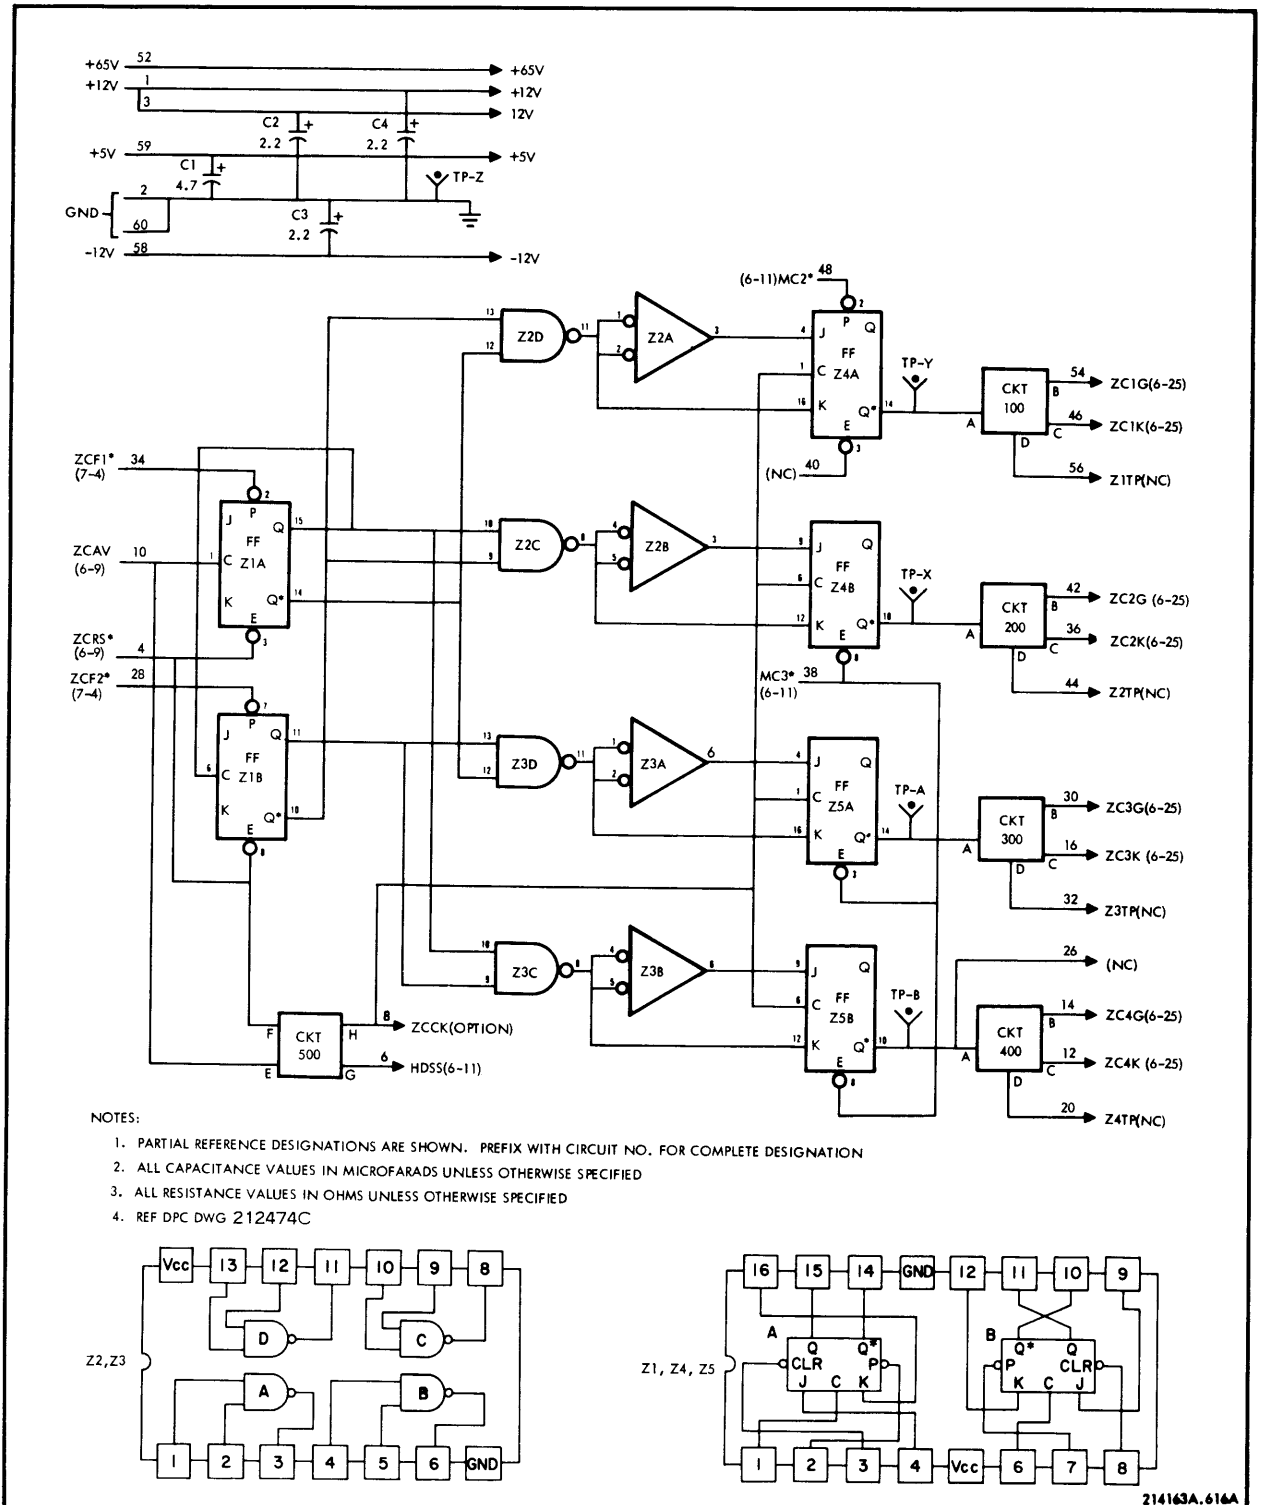 +65V 52 +65V
+12V 1 +12V
3 12V
C2 + C4 +
2.2 2.2
+5V 59 +5V
C1 +
4.7
TP-Z
2
GND
60
C3 +
2.2
-12V 58 -12V
(6-11)MC2* 48
2
13 Z2D 11 1 Z2A 3 4 J P Q
12 2
FF
1 C Z4A
TP-Y
16 K Q* 14
E
3
(NC) 40
A CKT 100 B 54 ZC1G(6-25)
C 46 ZC1K(6-25)
D 56 Z1TP(NC)
ZCF1* 34
(7-4)
2
J P Q 15
FF
ZCAV 10 1 C Z1A
(6-9)
K Q* 14
E
3
ZCRS* 4
(6-9)
ZCF2* 28
(7-4)
10 Z2C 8 4 Z2B 3 9 J Q
9 5
FF
6 C Z4B
TP-X
12 K Q* 10
E
8
MC3* 38
(6-11)
A CKT 200 B 42 ZC2G (6-25)
C 36 ZC2K(6-25)
D 44 Z2TP(NC)
7
J P Q 11
FF
6 C Z1B
K Q* 10
E
8
13 Z3D 11 1 Z3A 6 4 J Q
12 2
FF
1 C Z5A
TP-A
16 K Q* 14
E
3
A CKT 300 B 30 ZC3G(6-25)
C 16 ZC3K (6-25)
D 32 Z3TP(NC)
10 Z3C 8 4 Z3B 6 9 J Q
9 5
FF
6 C Z5B
TP-B
12 K Q* 10
E
8
26 (NC)
A CKT 400 B 14 ZC4G(6-25)
C 12 ZC4K (6-25)
D 20 Z4TP(NC)
F CKT 500 H 8 ZCCK(OPTION)
E G 6 HDSS(6-11)
NOTES:
1. PARTIAL REFERENCE DESIGNATIONS ARE SHOWN. PREFIX WITH CIRCUIT NO. FOR COMPLETE DESIGNATION
2. ALL CAPACITANCE VALUES IN MICROFARADS UNLESS OTHERWISE SPECIFIED
3. ALL RESISTANCE VALUES IN OHMS UNLESS OTHERWISE SPECIFIED
4. REF DPC DWG 212474C
Vcc 13 12 11 10 9 8
D C
Z2,Z3
A B
1 2 3 4 5 6 GND
16 15 14 GND 12 11 10 9
A B
Q Q* Q* Q
CLR P P CLR
J C K K C J
Z1, Z4, Z5
1 2 3 4 Vcc 6 7 8
214163A.616A